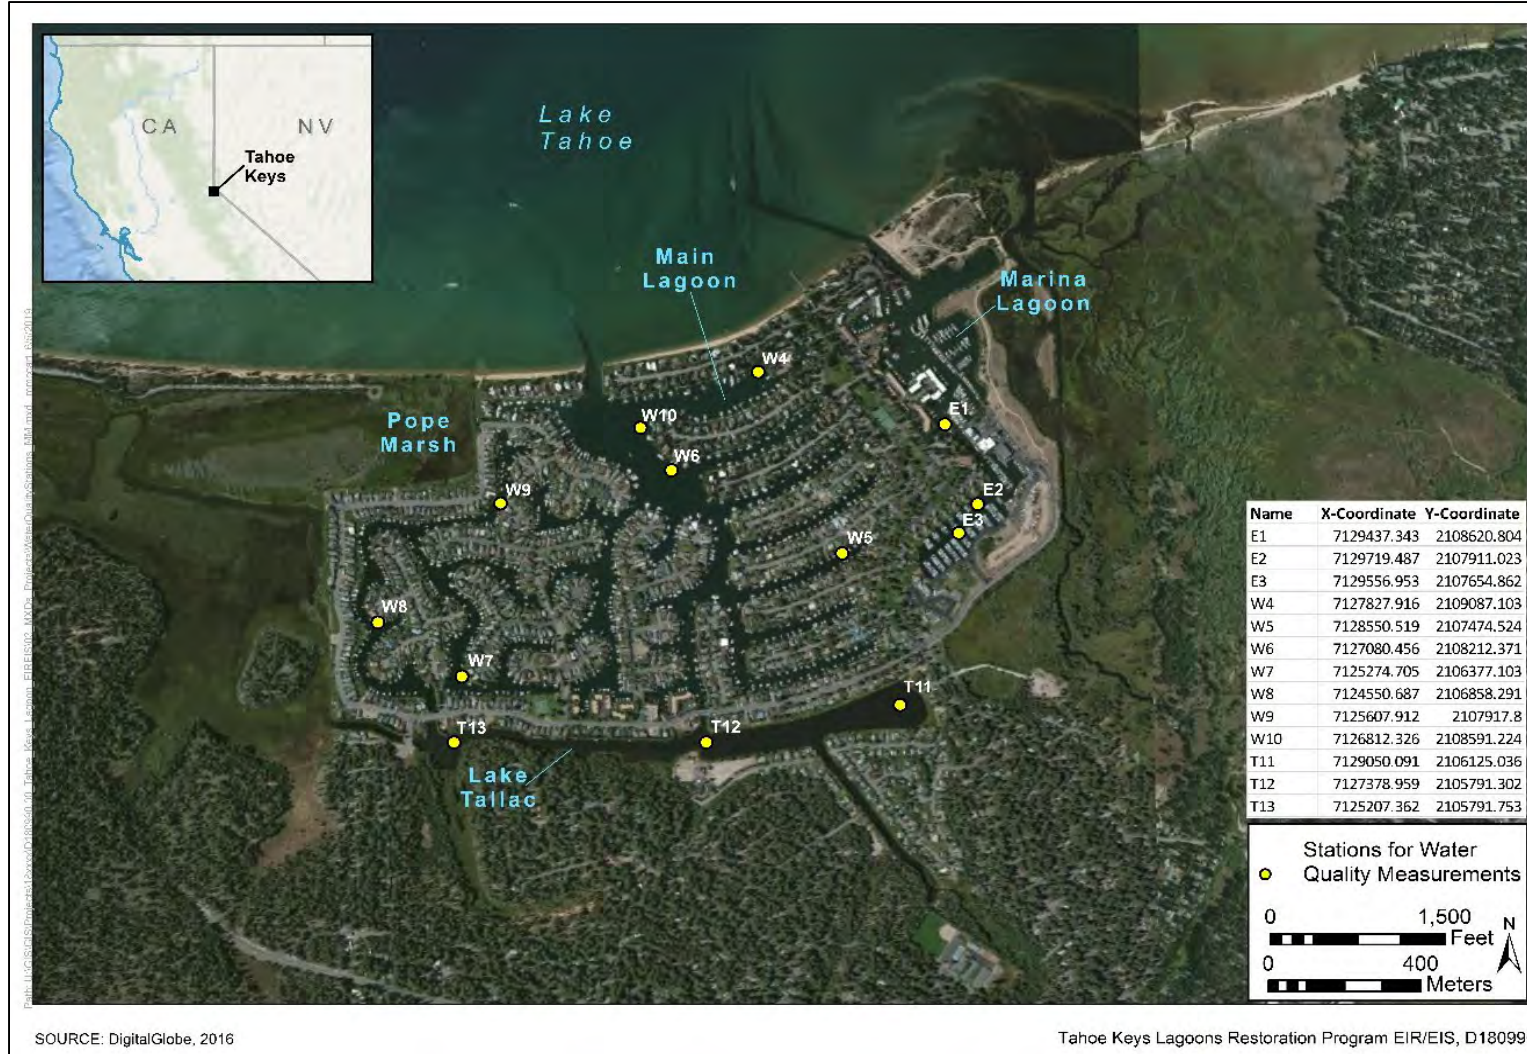 CA
NV
Tahoe
Keys
Lake
Tahoe
Main
Lagoon
Marina
Lagoon
Pope
Marsh
W4
W10
W6
E1
W9
E2
E3
W5
W8
W7
T11
T13
T12
Lake
Tallac
Name X-Coordinate Y-Coordinate
E1 7129437.343 2108620.804
E2 7129719.487 2107911.023
E3 7129556.953 2107654.862
W4 7127827.916 2109087.103
W5 7128550.519 2107474.524
W6 7127080.456 2108212.371
W7 7125274.705 2106377.103
W8 7124550.687 2106858.291
W9 7125607.912 2107917.8
W10 7126812.326 2108591.224
T11 7129050.091 2106125.036
T12 7127378.959 2105791.302
T13 7125207.362 2105791.753
Stations for Water
Quality Measurements
0 1,500
Feet
N
0 400
Meters
SOURCE: DigitalGlobe, 2016
Tahoe Keys Lagoons Restoration Program EIR/EIS, D18099